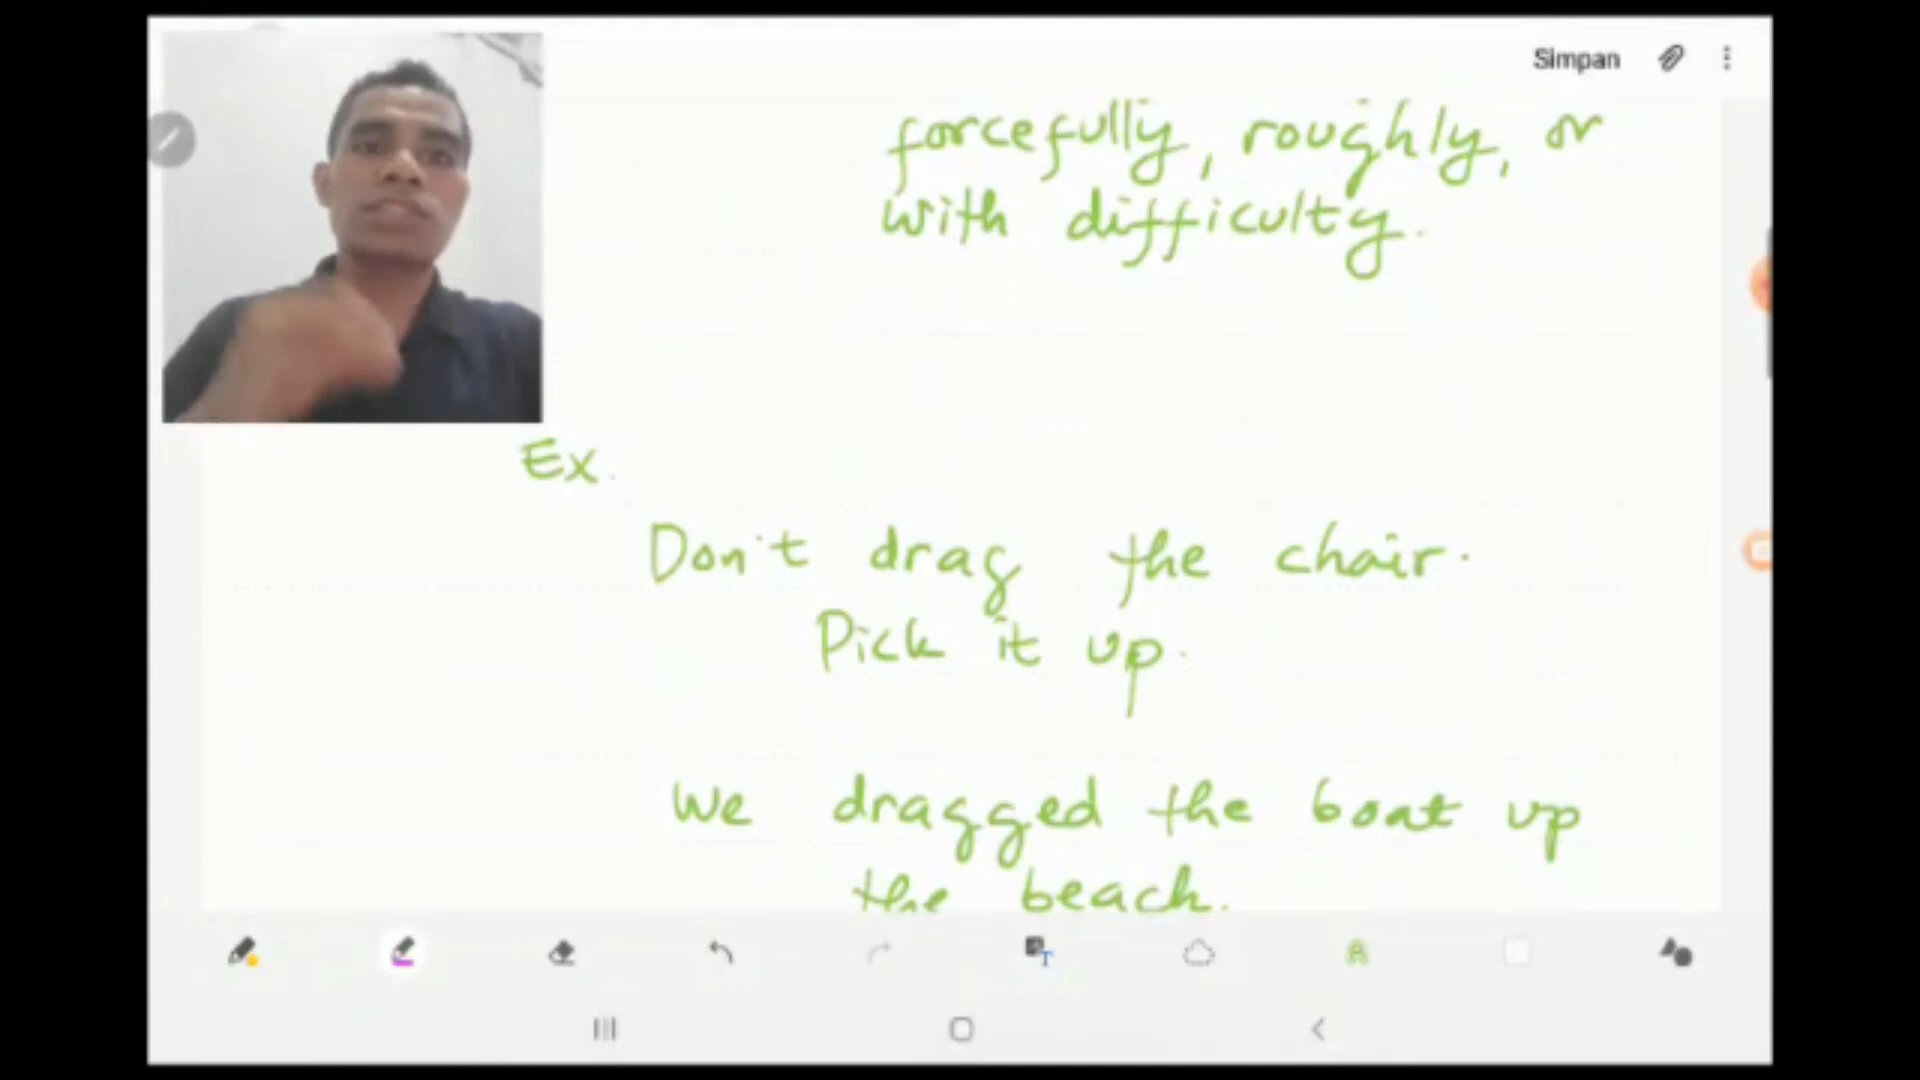 Simpan
forcefully, roughly, or
with difficulty.
Ex.
Don't drag the chair.
Pick it up.
We dragged the boat up
the beach.